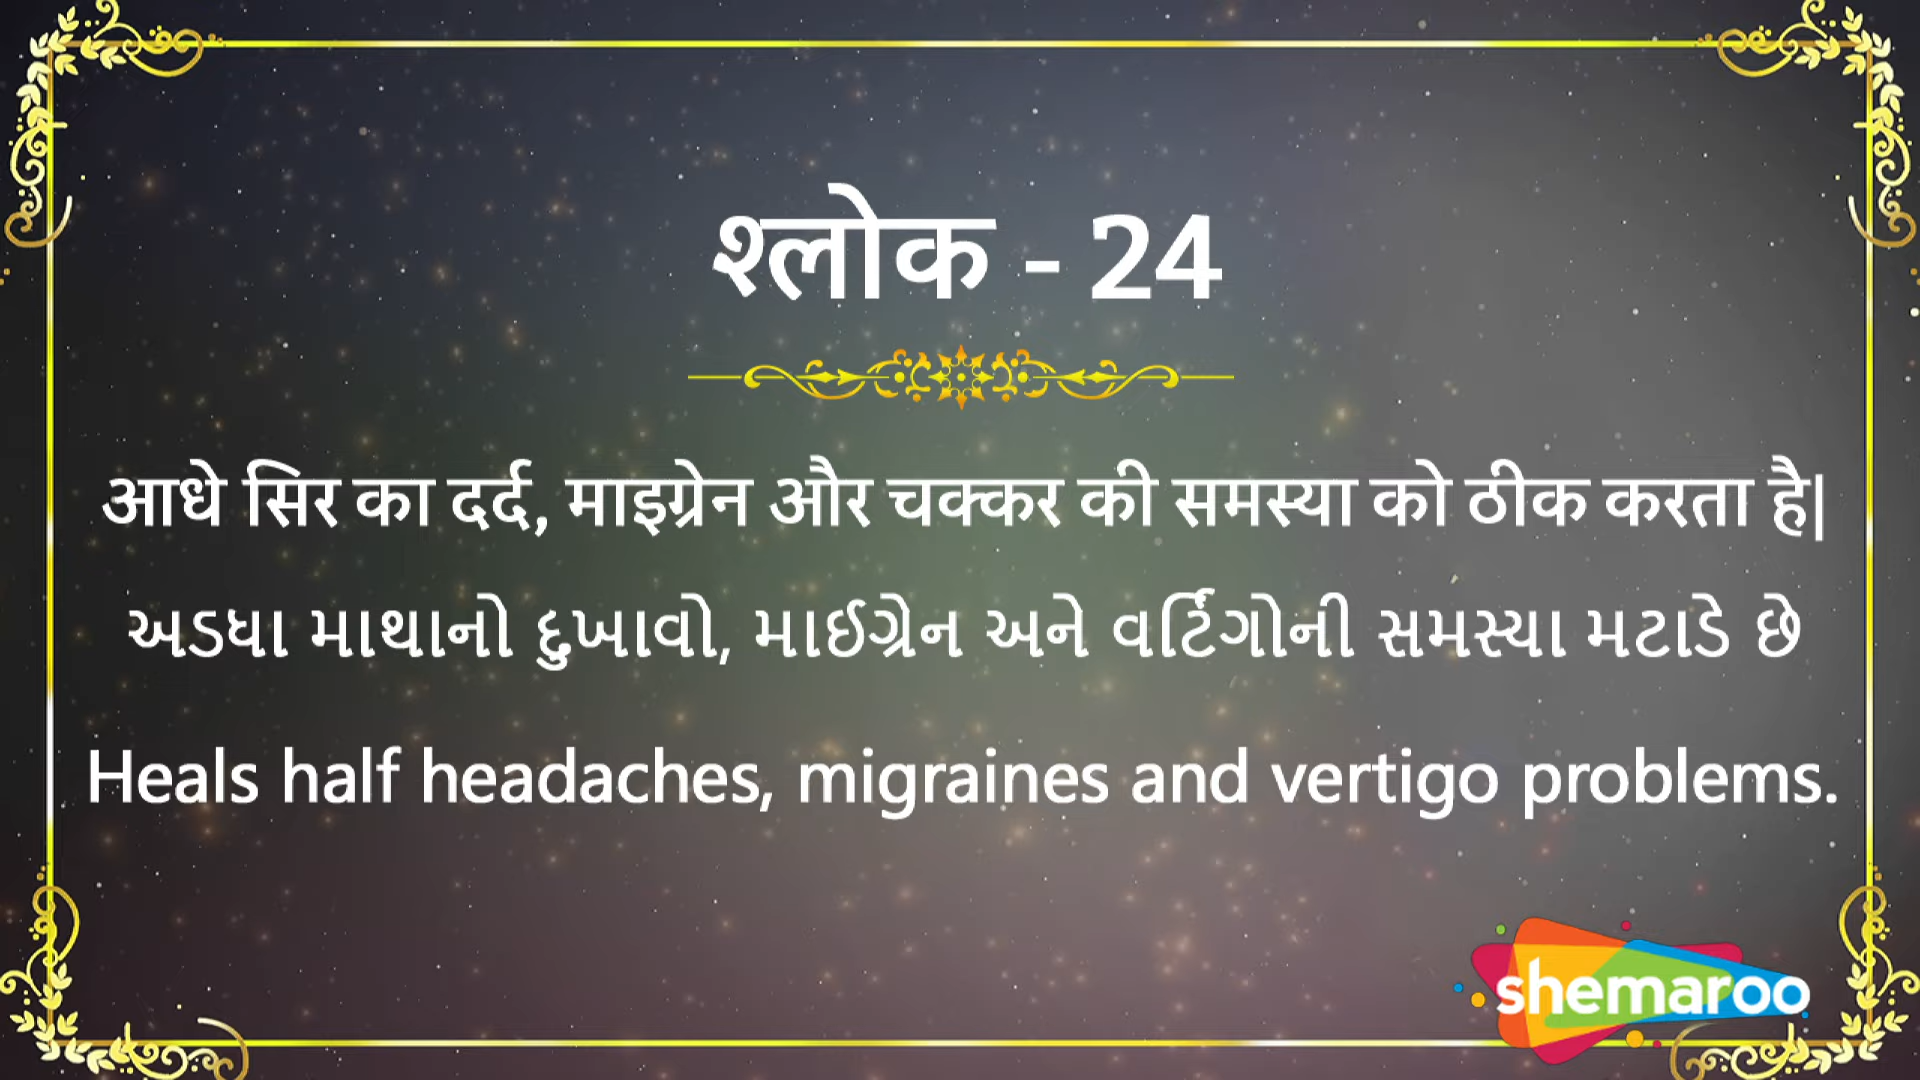 श्लोक - 24
आधे सिर का दर्द, माइग्रेन और चक्कर की समस्या को ठीक करता है|
અડધા માથાનો દુખાવો, માઈગ્રેન અને વર્ટિગોની સમસ્યા મટાડે છે
Heals half headaches, migraines and vertigo problems.
shemaroo